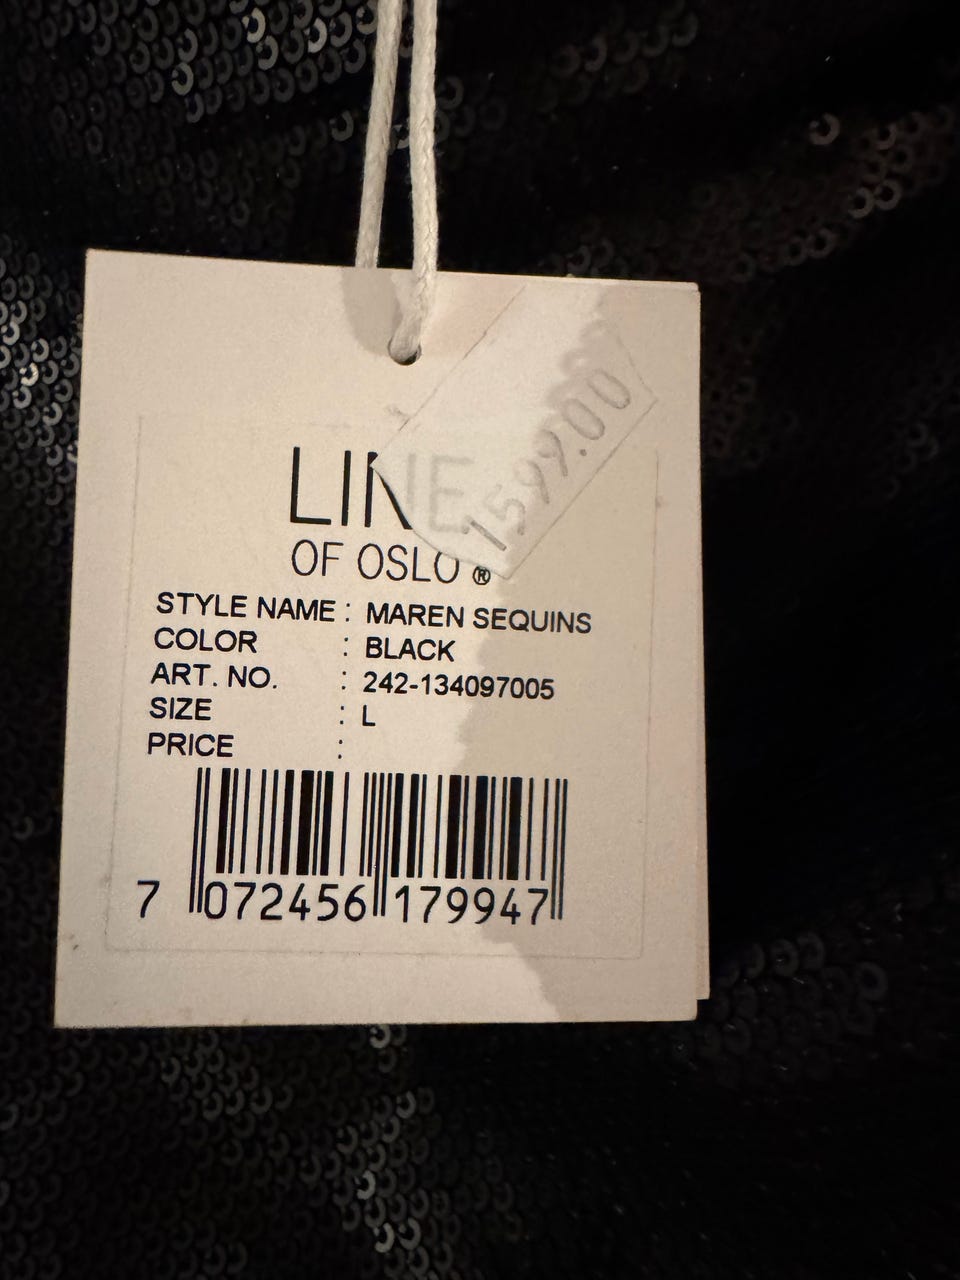 1599.00
LINE
OF OSLO ®
STYLE NAME : MAREN SEQUINS
COLOR : BLACK
ART. NO. : 242-134097005
SIZE : L
PRICE :
7 072456 179947